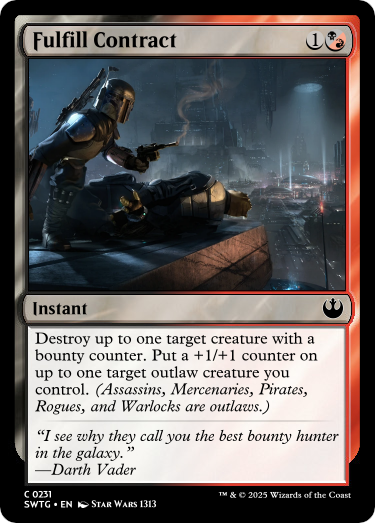 Fulfill Contract 1
Instant
Destroy up to one target creature with a
bounty counter. Put a +1/+1 counter on
up to one target outlaw creature you
control. (Assassins, Mercenaries, Pirates,
Rogues, and Warlocks are outlaws.)
“I see why they call you the best bounty hunter
in the galaxy.”
—Darth Vader
C 0231
SWTG • EN Star Wars 1313
™ & © 2025 Wizards of the Coast